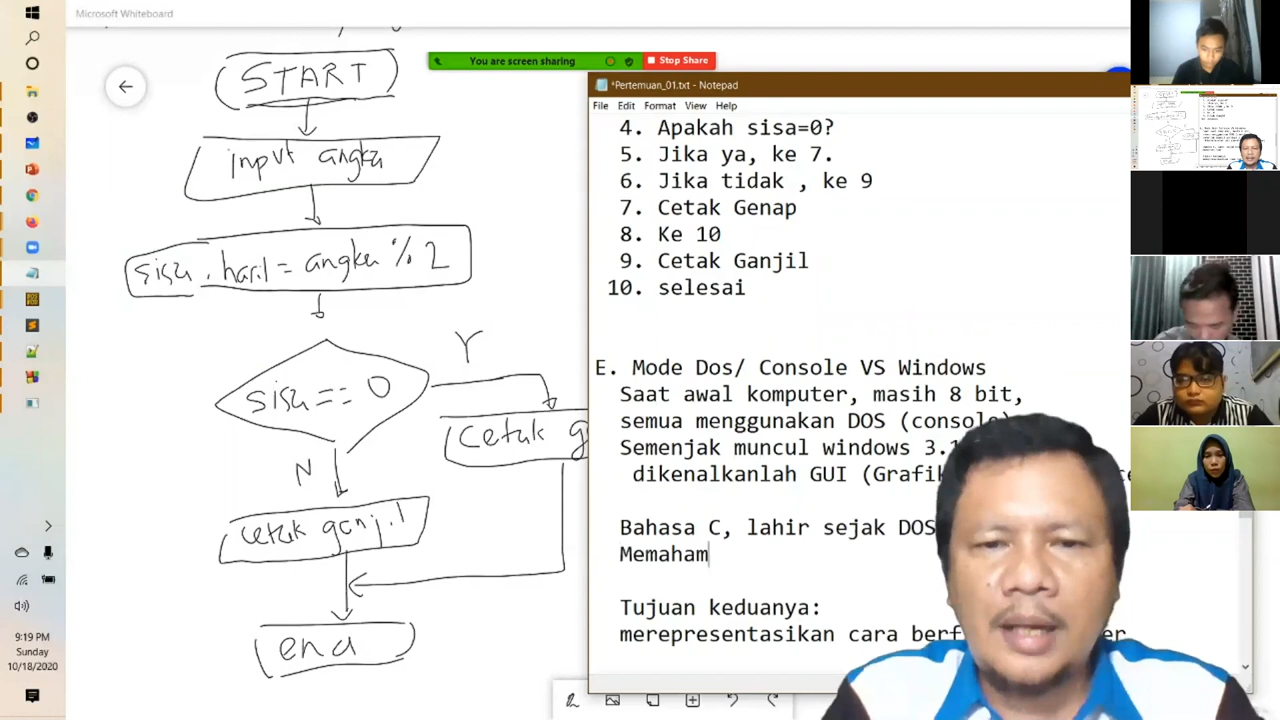 Microsoft Whiteboard
START
input angka
sisa. hasil = angka % 2
sisa == 0
Y
N
Cetak g
cetak ganjil
end
You are screen sharing
Stop Share
*Pertemuan_01.txt - Notepad
File Edit Format View Help
4. Apakah sisa=0?
5. Jika ya, ke 7.
6. Jika tidak , ke 9
7. Cetak Genap
8. Ke 10
9. Cetak Ganjil
10. selesai
E. Mode Dos/ Console VS Windows
Saat awal komputer, masih 8 bit,
semua menggunakan DOS (console)
Semenjak muncul windows 3.1
dikenalkanlah GUI (Grafik
Bahasa C, lahir sejak DOS
Memaham
Tujuan keduanya:
merepresentasikan cara berf er
9:19 PM
Sunday
10/18/2020